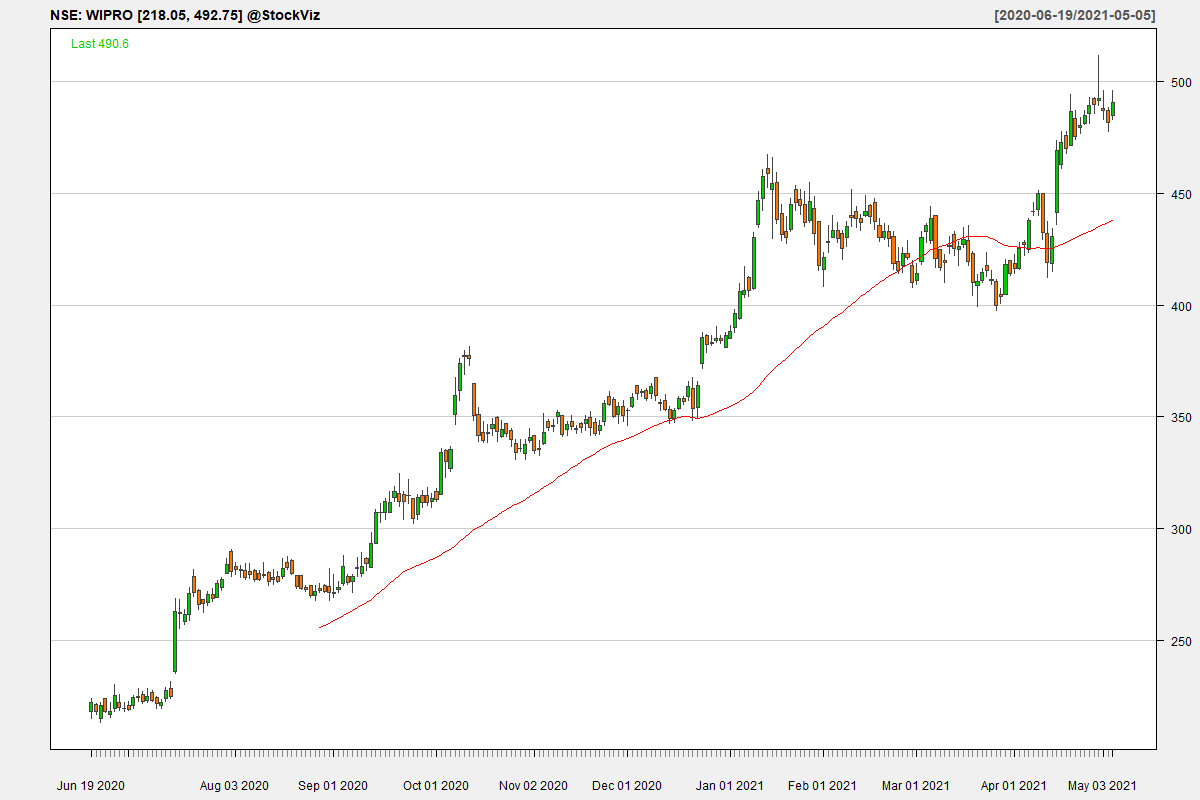 NSE: WIPRO [218.05, 492.75] @StockViz
[2020-06-19/2021-05-05]
Last 490.6
500
450
400
350
300
250
Jun 19 2020
Aug 03 2020
Sep 01 2020
Oct 01 2020
Nov 02 2020
Dec 01 2020
Jan 01 2021
Feb 01 2021
Mar 01 2021
Apr 01 2021
May 03 2021